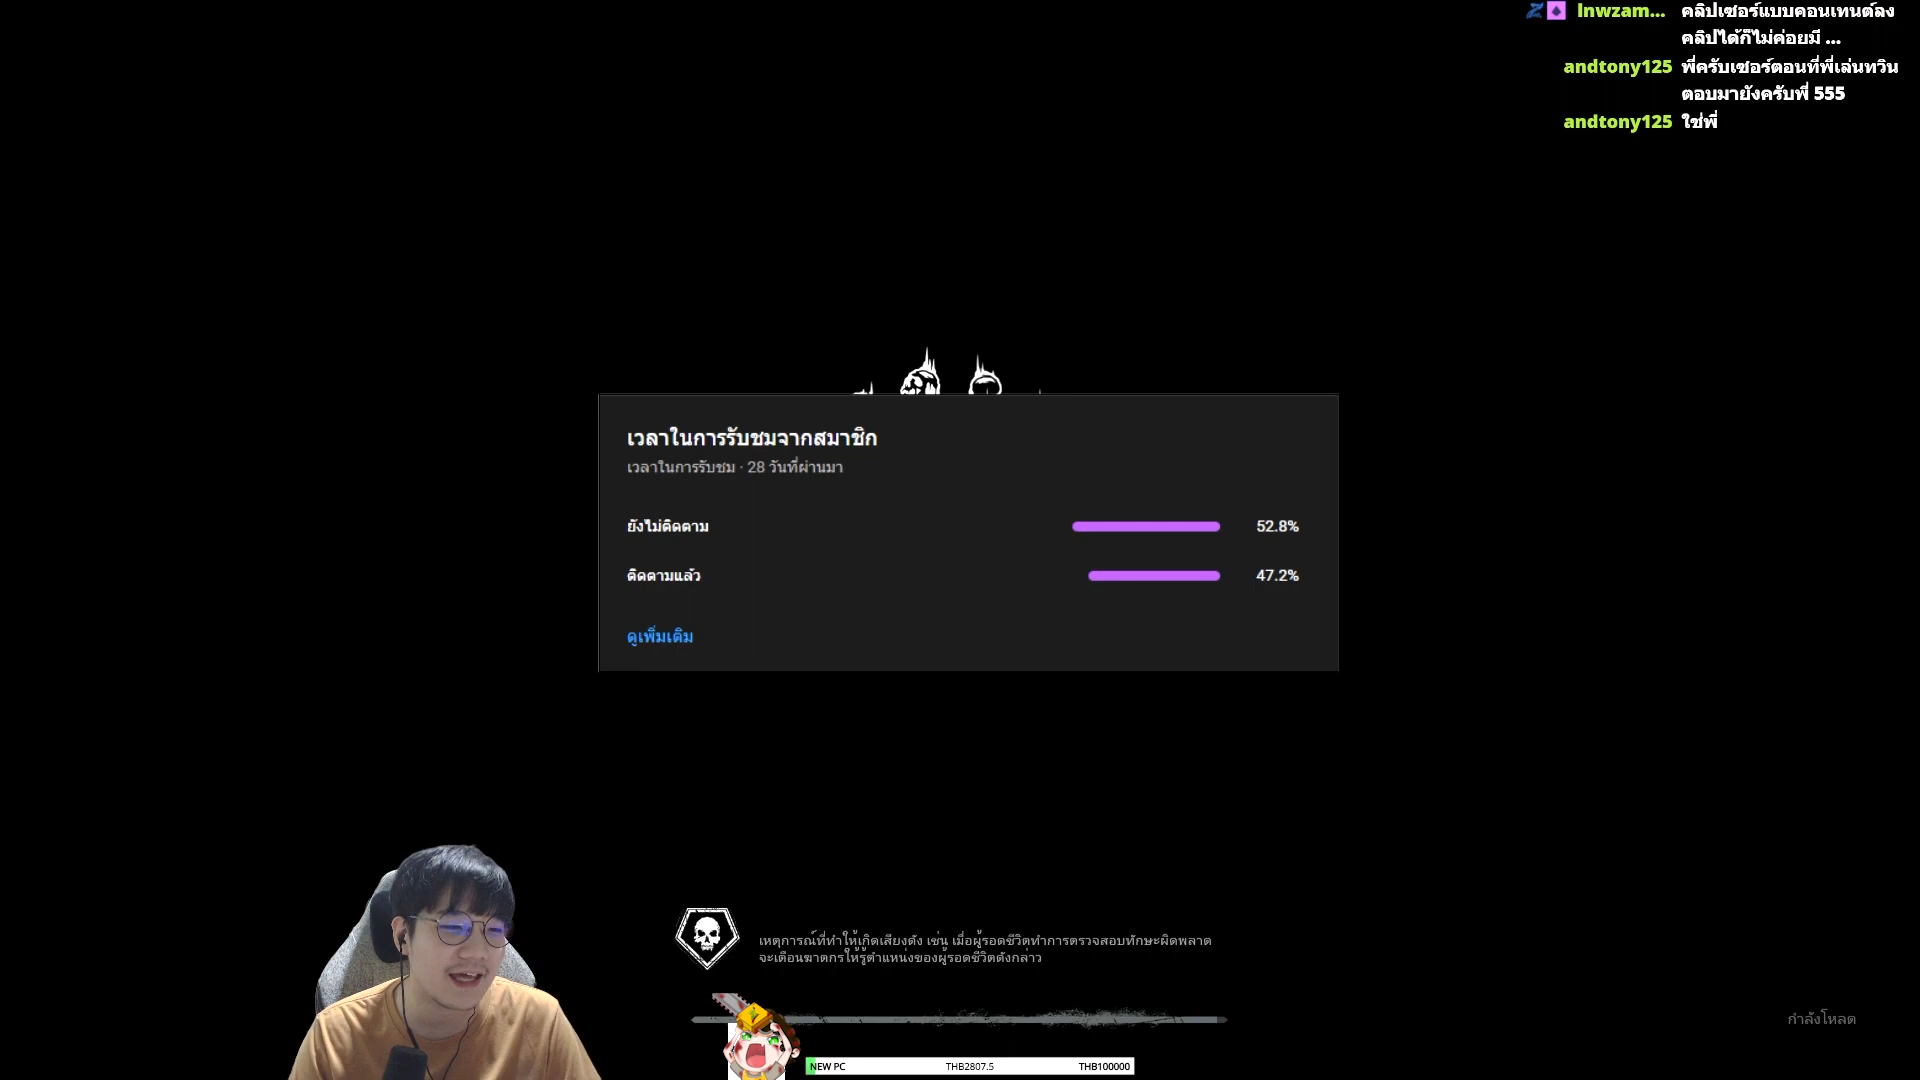 lnwzam... คลิปเซอร์แบบคอนเทนต์ลง
คลิปได้ก็ไม่ค่อยมี ...
andtony125 พี่ครับเซอร์ตอนที่พี่เล่นทวิน
ตอบมายังครับพี่ 555
andtony125 ใช่พี่
เวลาในการรับชมจากสมาชิก
เวลาในการรับชม · 28 วันที่ผ่านมา
ยังไม่ติดตาม 52.8%
ติดตามแล้ว 47.2%
ดูเพิ่มเติม
เหตุการณ์ที่ทำให้เกิดเสียงดัง เช่น เมื่อผู้รอดชีวิตทำการตรวจสอบทักษะผิดพลาด
จะเตือนฆาตกรให้รู้ตำแหน่งของผู้รอดชีวิตดังกล่าว
กำลังโหลด
NEW PC THB2807.5 THB100000